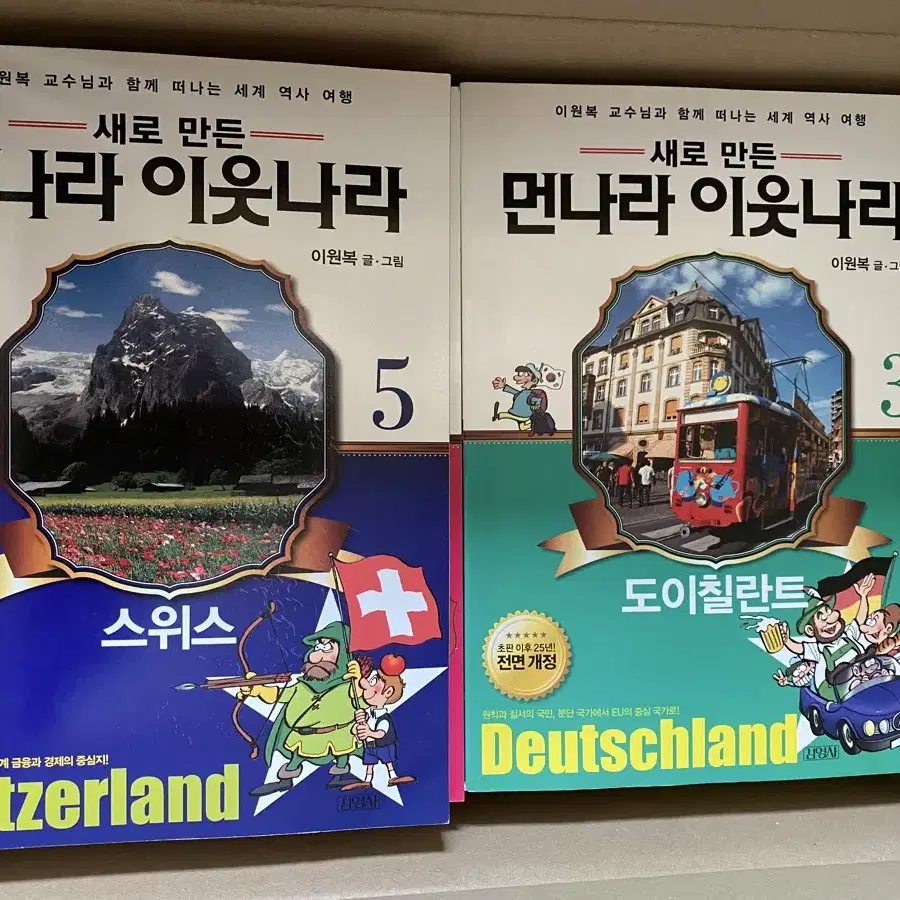 이원복 교수님과 함께 떠나는 세계 역사 여행
새로 만든
나라 이웃나라
이원복 글·그림
5
스위스
계 금융과 경제의 중심지!
tzerland
김영사
이원복 교수님과 함께 떠나는 세계 역사 여행
새로 만든
먼나라 이웃나라
이원복 글·그
3
도이칠란트
초판 이후 25년!
전면 개정
원칙과 질서의 국민, 분단 국가에서 EU의 중심 국가로!
Deutschland
김영사